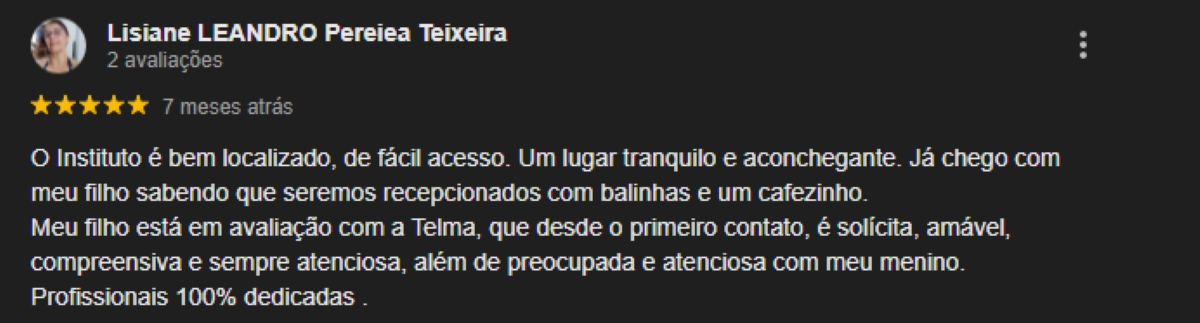 Lisiane LEANDRO Pereiea Teixeira
2 avaliações
7 meses atrás
O Instituto é bem localizado, de fácil acesso. Um lugar tranquilo e aconchegante. Já chego com
meu filho sabendo que seremos recepcionados com balinhas e um cafezinho.
Meu filho está em avaliação com a Telma, que desde o primeiro contato, é solícita, amável,
compreensiva e sempre atenciosa, além de preocupada e atenciosa com meu menino.
Profissionais 100% dedicadas .